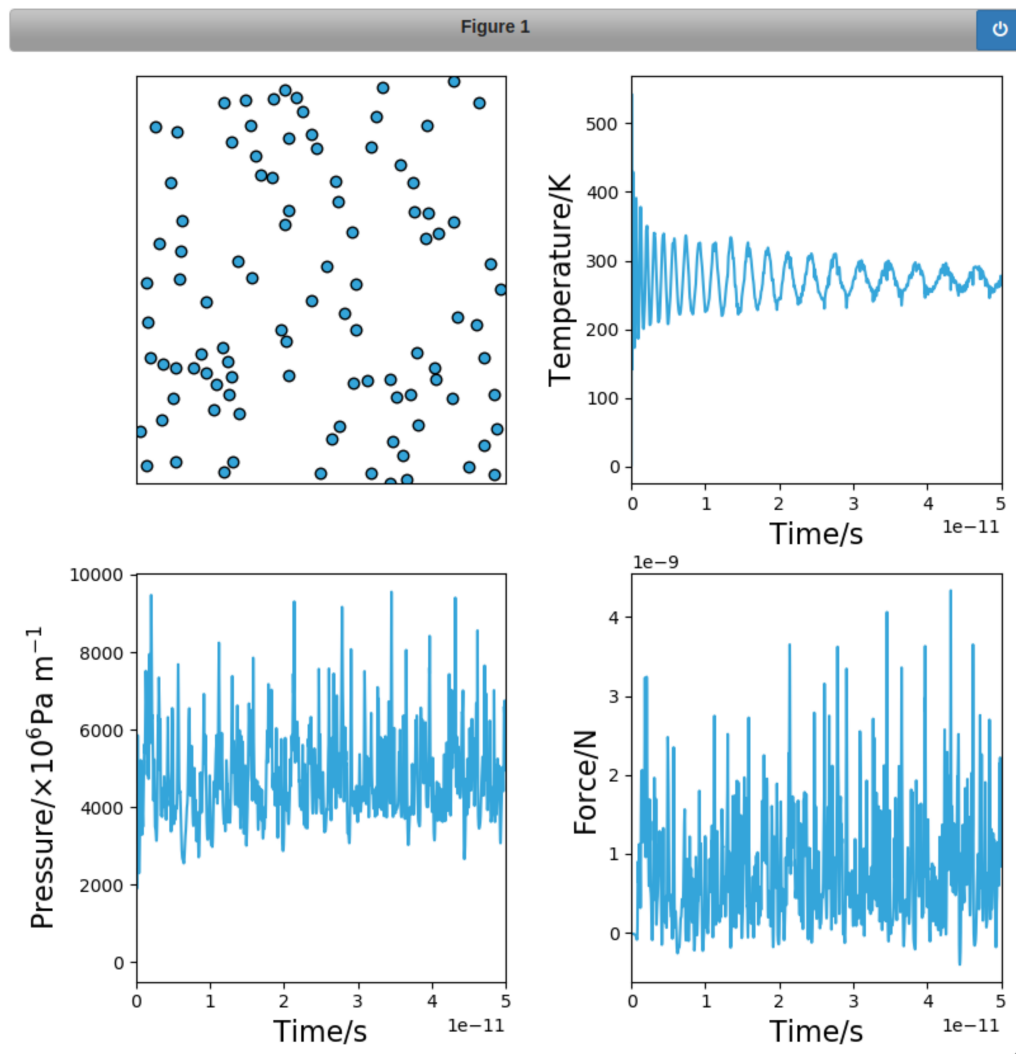 Figure 1
500
400
300
200
100
0
Temperature/K
0 1 2 3 4 5
1e−11
Time/s
10000
8000
6000
4000
2000
0
Pressure/×10⁶Pa m⁻¹
0 1 2 3 4 5
1e−11
Time/s
1e−9
4
3
2
1
0
Force/N
0 1 2 3 4 5
1e−11
Time/s